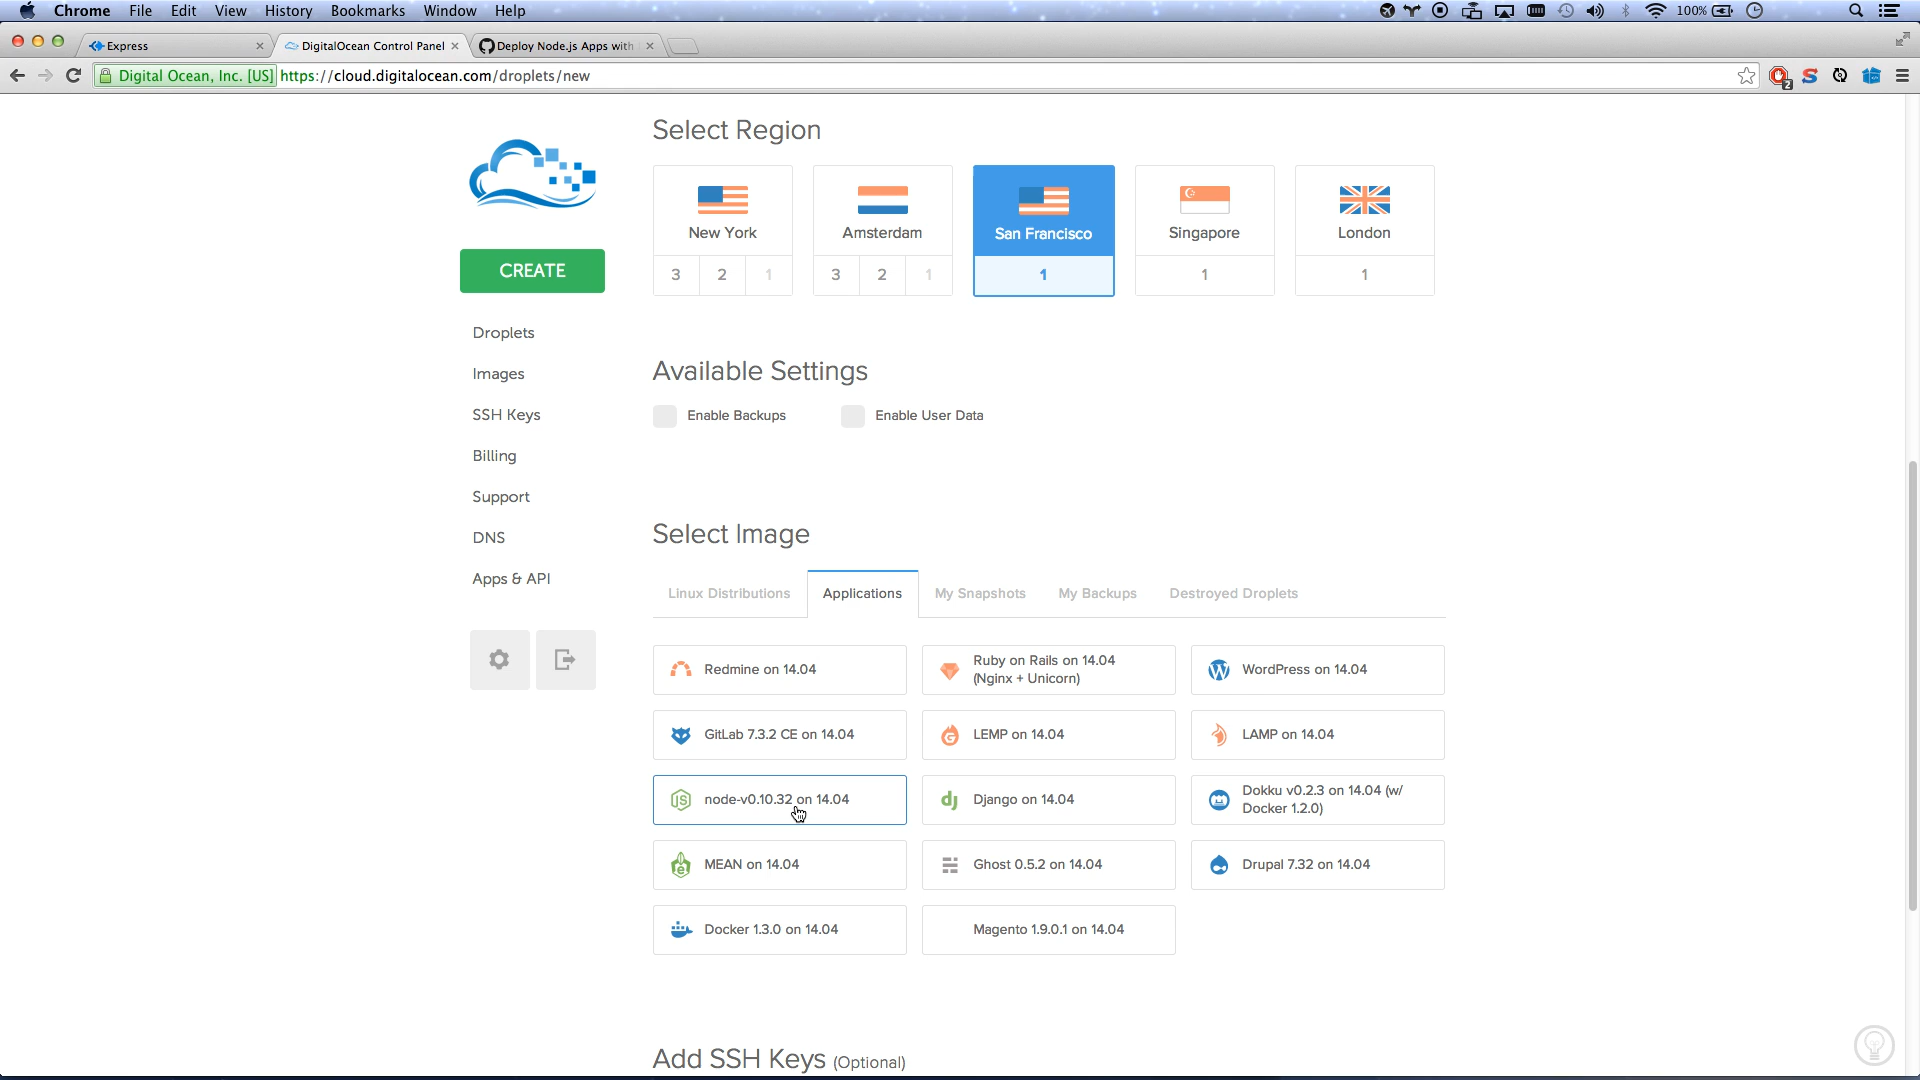 Chrome File Edit View History Bookmarks Window Help 100%
Express
DigitalOcean Control Panel
Deploy Node.js Apps with
Digital Ocean, Inc. [US] https://cloud.digitalocean.com/droplets/new
2
CREATE
Droplets
Images
SSH Keys
Billing
Support
DNS
Apps & API
Select Region
New York
3 2 1
Amsterdam
3 2 1
San Francisco
1
Singapore
1
London
1
Available Settings
Enable Backups
Enable User Data
Select Image
Linux Distributions
Applications
My Snapshots
My Backups
Destroyed Droplets
Redmine on 14.04
Ruby on Rails on 14.04
(Nginx + Unicorn)
WordPress on 14.04
GitLab 7.3.2 CE on 14.04
LEMP on 14.04
LAMP on 14.04
node-v0.10.32 on 14.04
Django on 14.04
Dokku v0.2.3 on 14.04 (w/
Docker 1.2.0)
MEAN on 14.04
Ghost 0.5.2 on 14.04
Drupal 7.32 on 14.04
Docker 1.3.0 on 14.04
Magento 1.9.0.1 on 14.04
Add SSH Keys (Optional)